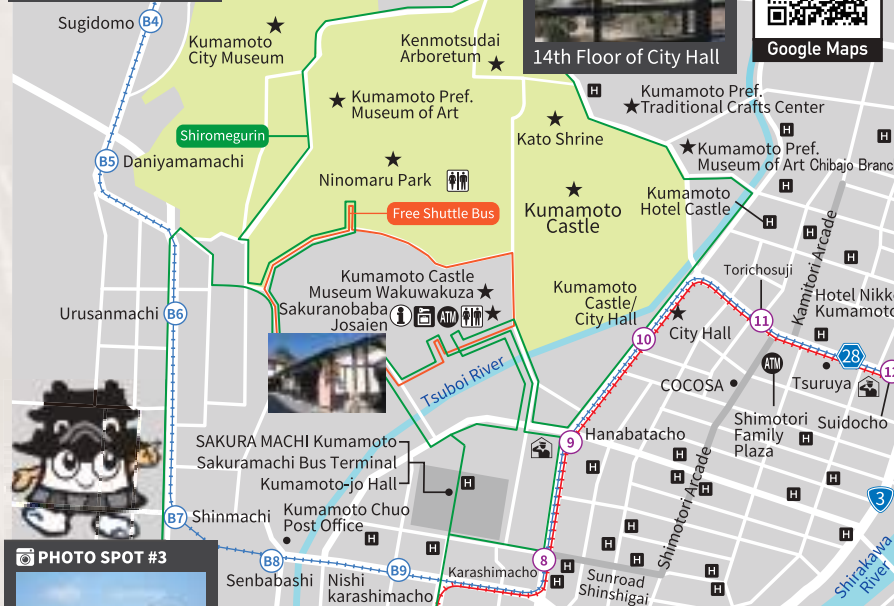 Sugidomo
B4
Kumamoto
City Museum
Kenmotsudai
Arboretum
14th Floor of City Hall
Google Maps
Kumamoto Pref.
Museum of Art
H
Kumamoto Pref.
Traditional Crafts Center
Shiromegurin
Kato Shrine
H
B5
Daniyamamachi
Kumamoto Pref.
Museum of Art Chibajo Branc
Ninomaru Park
H
Kumamoto
Hotel Castle
Free Shuttle Bus
Kumamoto
Castle
H
H
Kamitori Arcade
H
Kumamoto Castle
Museum Wakuwakuza
Torichosuji
Kumamoto
Castle/
City Hall
Hotel Nikk
Kumamoto
Urusanmachi
B6
Sakuranobaba
Josaien
i
ATM
11
H
City Hall
10
28
ATM
12
Tsuboi River
COCOSA
Tsuruya
Shimotori
Family
Plaza
Suidocho
SAKURA MACHI Kumamoto
9
Hanabatacho
H
Sakuramachi Bus Terminal
H
H
Kumamoto-jo Hall
H
H
H
H
H
3
Shimotori Arcade
B7
Shinmachi
Kumamoto Chuo
Post Office
H
H
H
H
H
PHOTO SPOT #3
B8
Senbabashi
B9
Nishi
karashimacho
8
Karashimacho
H
H
H
Sunroad
Shinshigai
H
H
Shirakawa
River